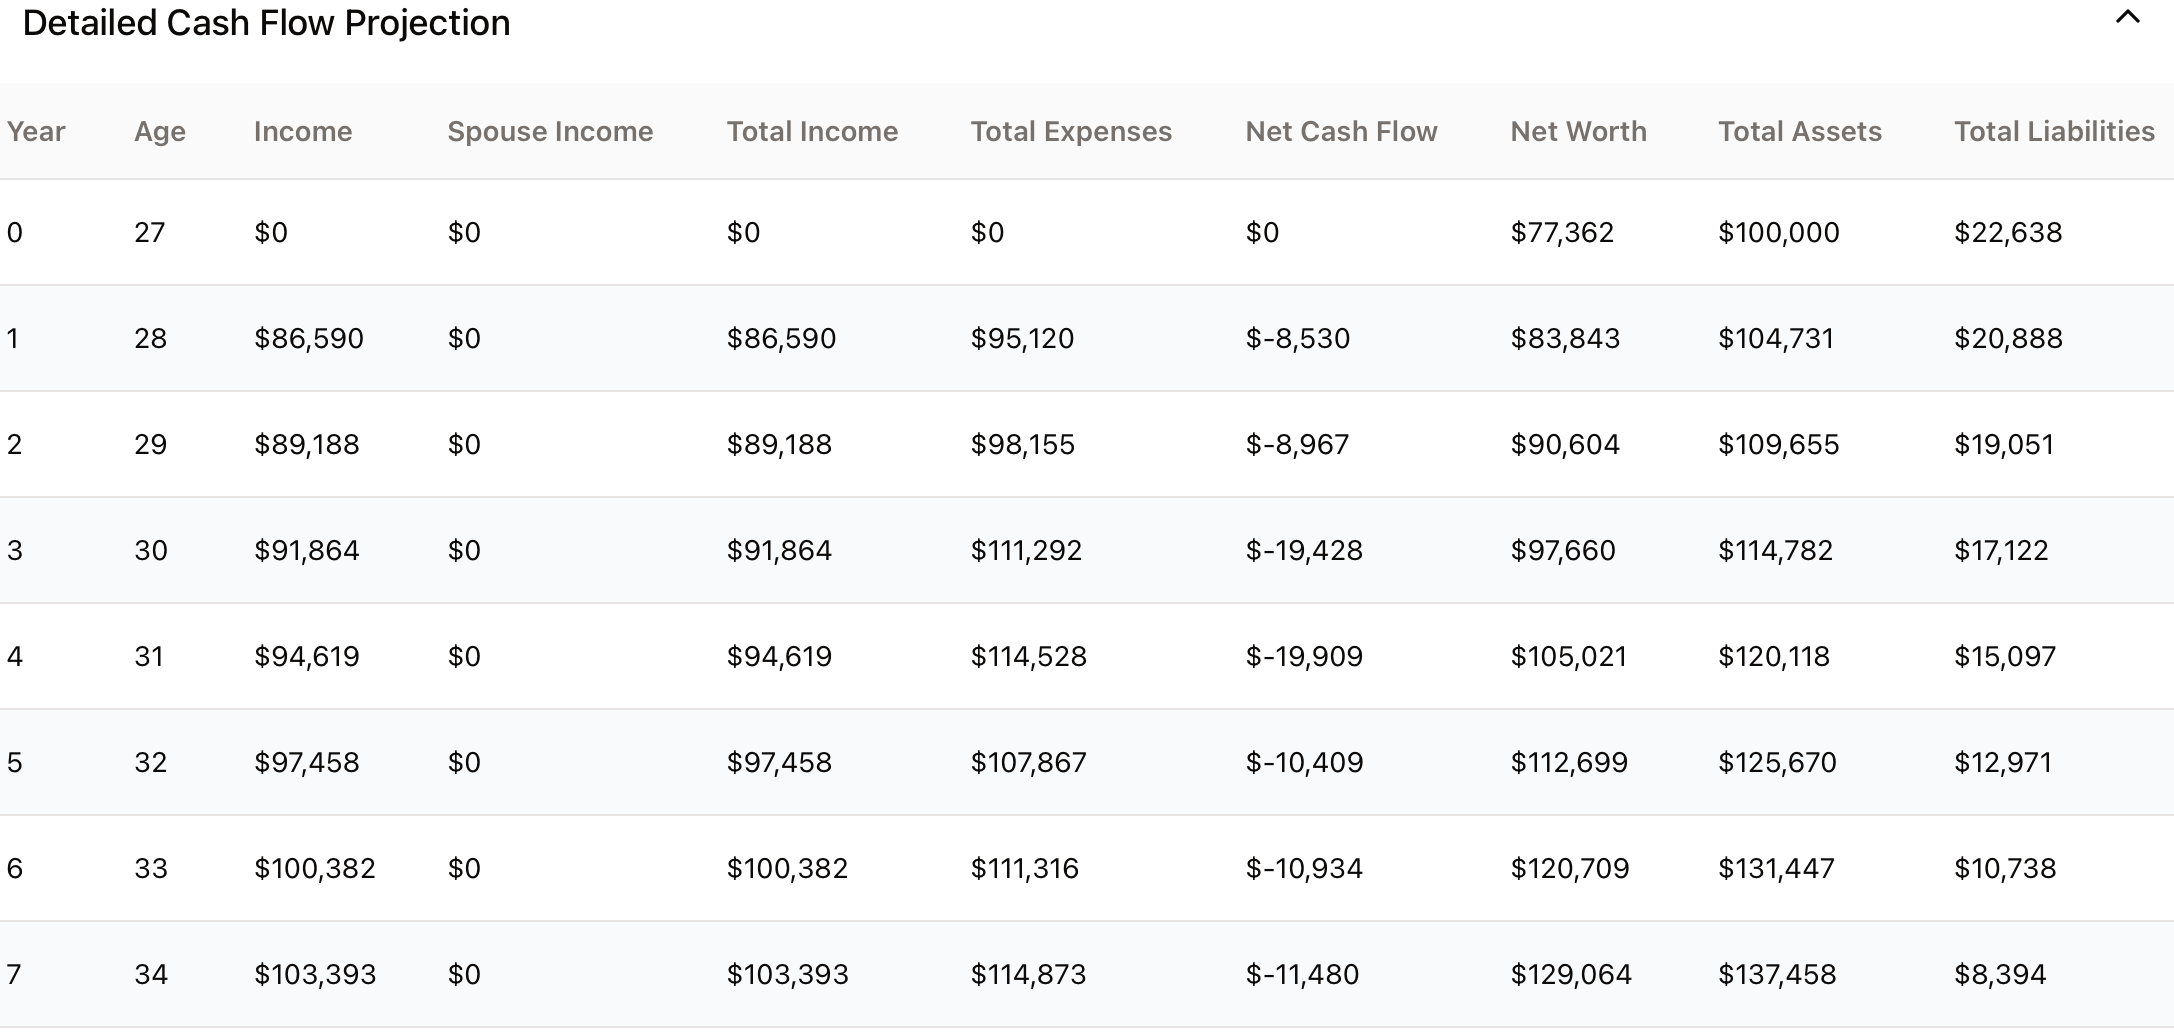 Detailed Cash Flow Projection
Year Age Income Spouse Income Total Income Total Expenses Net Cash Flow Net Worth Total Assets Total Liabilities
0 27 $0 $0 $0 $0 $0 $77,362 $100,000 $22,638
1 28 $86,590 $0 $86,590 $95,120 $-8,530 $83,843 $104,731 $20,888
2 29 $89,188 $0 $89,188 $98,155 $-8,967 $90,604 $109,655 $19,051
3 30 $91,864 $0 $91,864 $111,292 $-19,428 $97,660 $114,782 $17,122
4 31 $94,619 $0 $94,619 $114,528 $-19,909 $105,021 $120,118 $15,097
5 32 $97,458 $0 $97,458 $107,867 $-10,409 $112,699 $125,670 $12,971
6 33 $100,382 $0 $100,382 $111,316 $-10,934 $120,709 $131,447 $10,738
7 34 $103,393 $0 $103,393 $114,873 $-11,480 $129,064 $137,458 $8,394